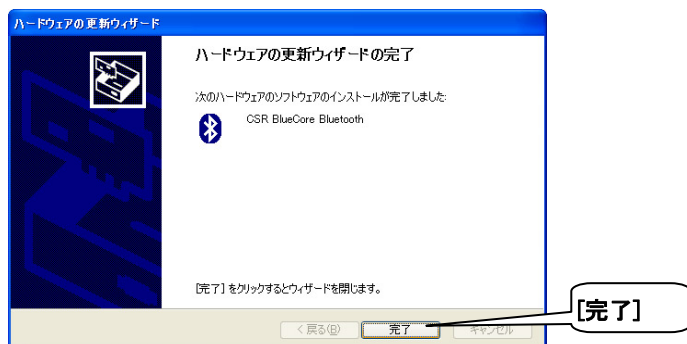 ハードウェアの更新ウィザード
ハードウェアの更新ウィザードの完了
次のハードウェアのソフトウェアのインストールが完了しました:
CSR BlueCore Bluetooth
[完了] をクリックするとウィザードを閉じます。
< 戻る(B) 完了 キャンセル
[完了]